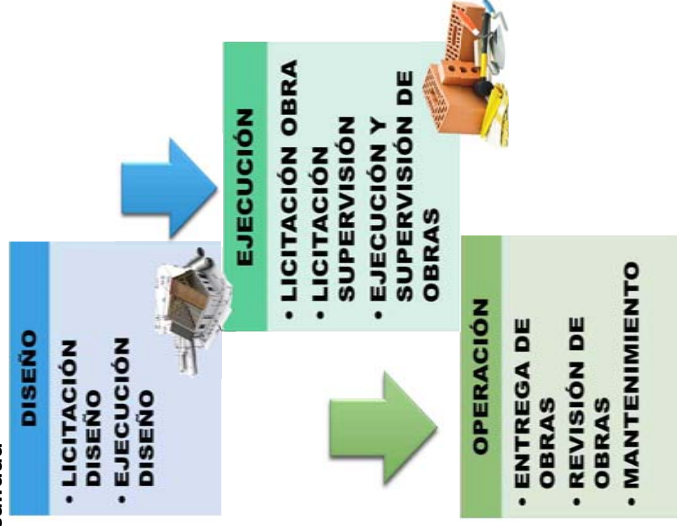 DISEÑO
• LICITACIÓN
DISEÑO
• EJECUCIÓN
DISEÑO
EJECUCIÓN
• LICITACIÓN OBRA
• LICITACIÓN
SUPERVISIÓN
• EJECUCIÓN Y
SUPERVISIÓN DE
OBRAS
OPERACIÓN
• ENTREGA DE
OBRAS
• REVISIÓN DE
OBRAS
• MANTENIMIENTO